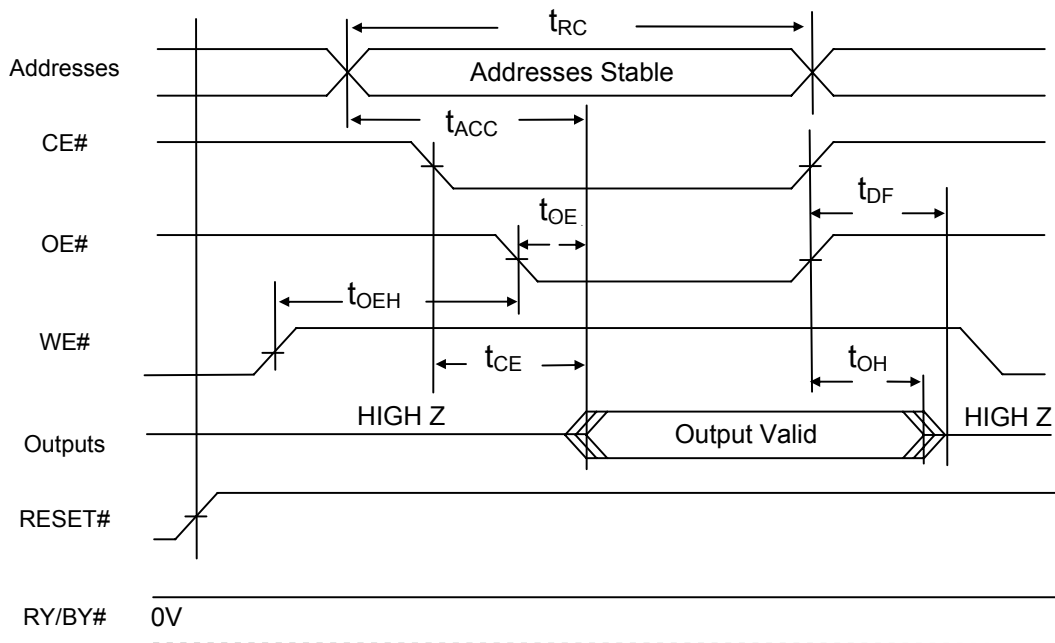 tRC
Addresses
Addresses Stable
tACC
CE#
tDF
tOE
OE#
tOEH
WE#
tCE
tOH
HIGH Z
HIGH Z
Outputs
Output Valid
RESET#
RY/BY#
0V